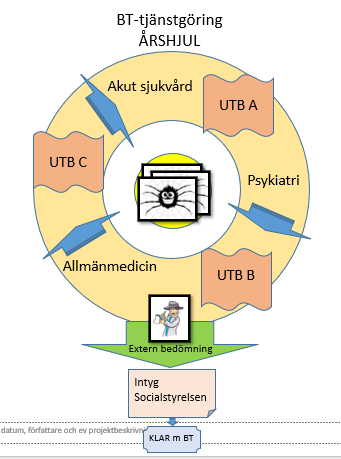 BT-tjänstgöring
ÅRSHJUL
Akut sjukvård
UTB A
UTB C
Psykiatri
Allmänmedicin
UTB B
Extern bedömning
Intyg
Socialstyrelsen
datum, författare och ev projektbeskrivni
KLAR m BT